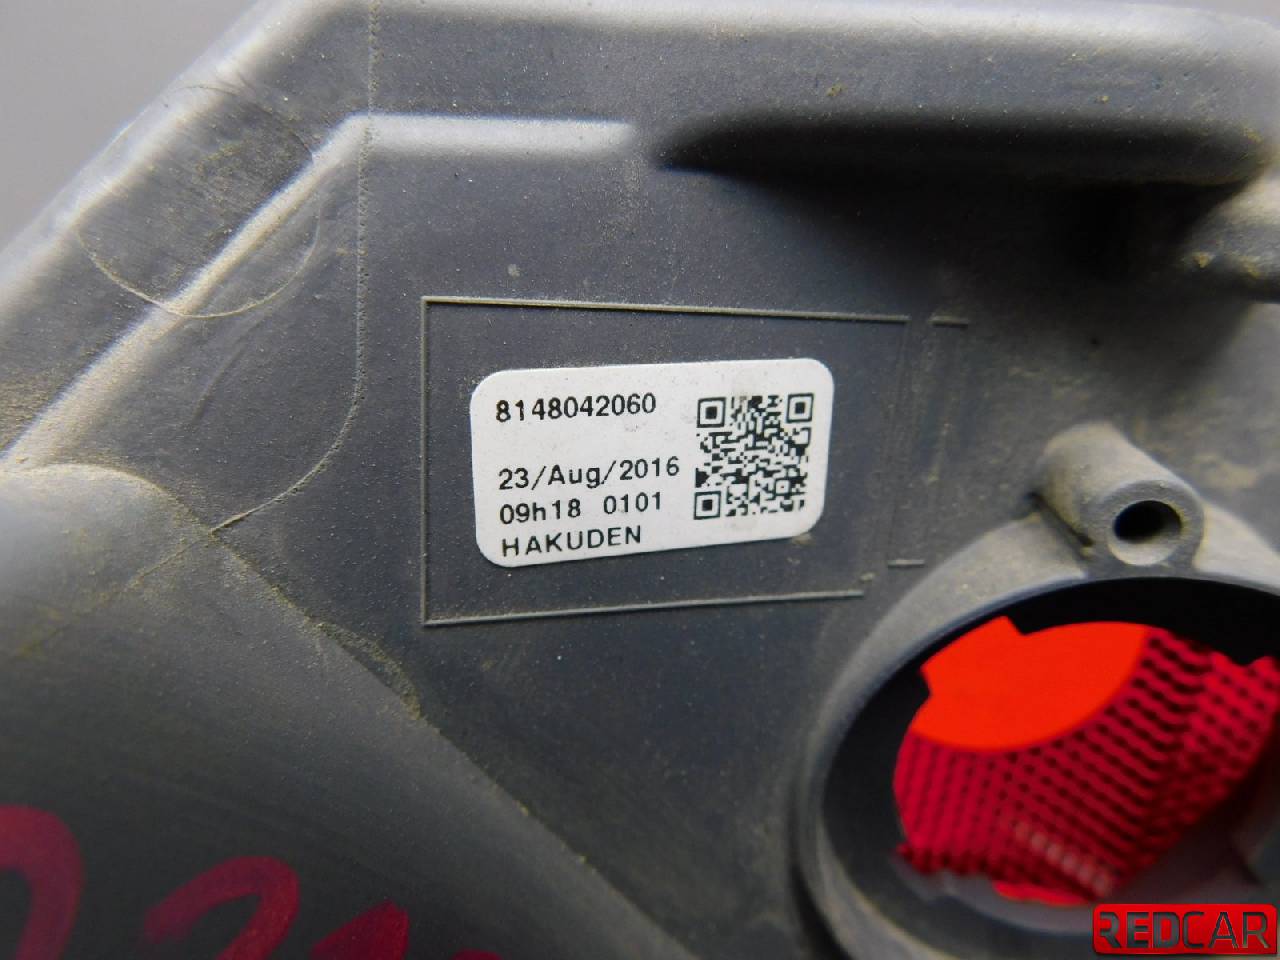 8148042060
23/Aug/2016
09h18 0101
HAKUDEN
REDCAR